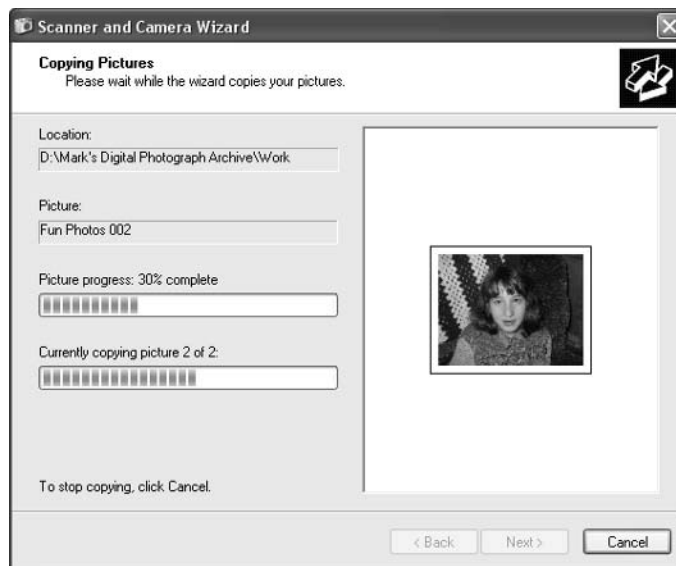 Scanner and Camera Wizard
Copying Pictures
Please wait while the wizard copies your pictures.
Location:
D:\Mark's Digital Photograph Archive\Work
Picture:
Fun Photos 002
Picture progress: 30% complete
Currently copying picture 2 of 2:
To stop copying, click Cancel.
< Back Next > Cancel